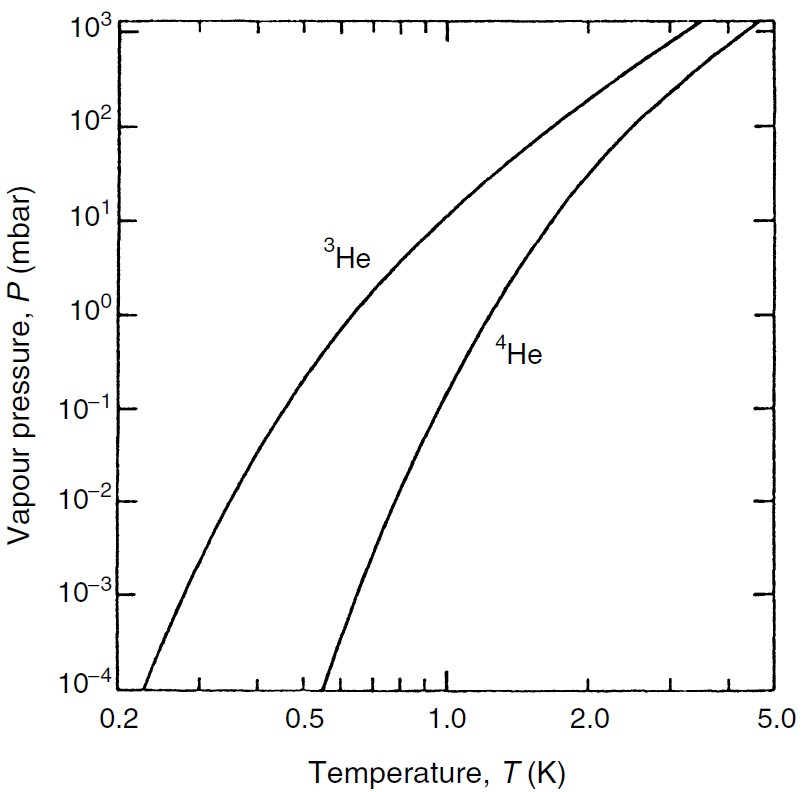 10³
10²
10¹
10⁰
10⁻¹
10⁻²
10⁻³
10⁻⁴
Vapour pressure, P (mbar)
³He
⁴He
0.2 0.5 1.0 2.0 5.0
Temperature, T (K)